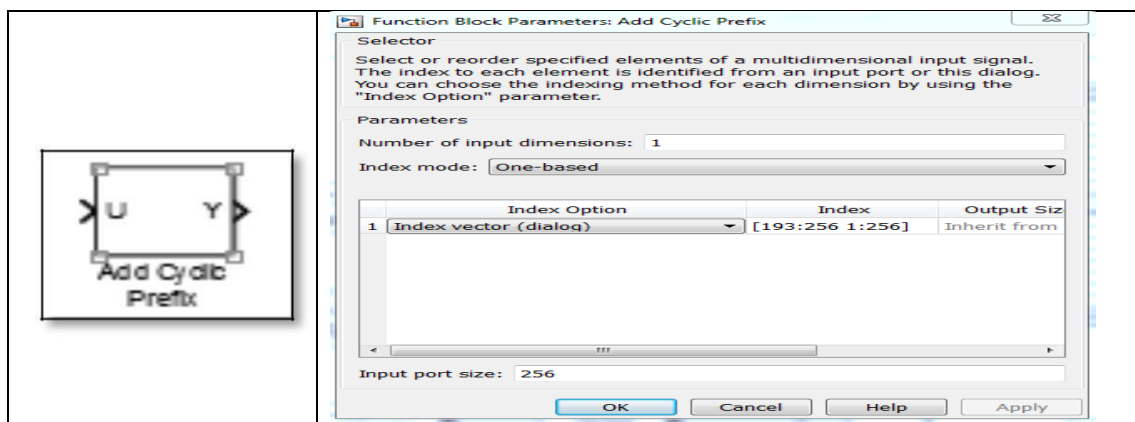 U Y
Add Cyclic
Prefix
Function Block Parameters: Add Cyclic Prefix
Selector
Select or reorder specified elements of a multidimensional input signal.
The index to each element is identified from an input port or this dialog.
You can choose the indexing method for each dimension by using the
"Index Option" parameter.
Parameters
Number of input dimensions: 1
Index mode: One-based
Index Option Index Output Siz
1 Index vector (dialog) [193:256 1:256] Inherit from
Input port size: 256
OK Cancel Help Apply